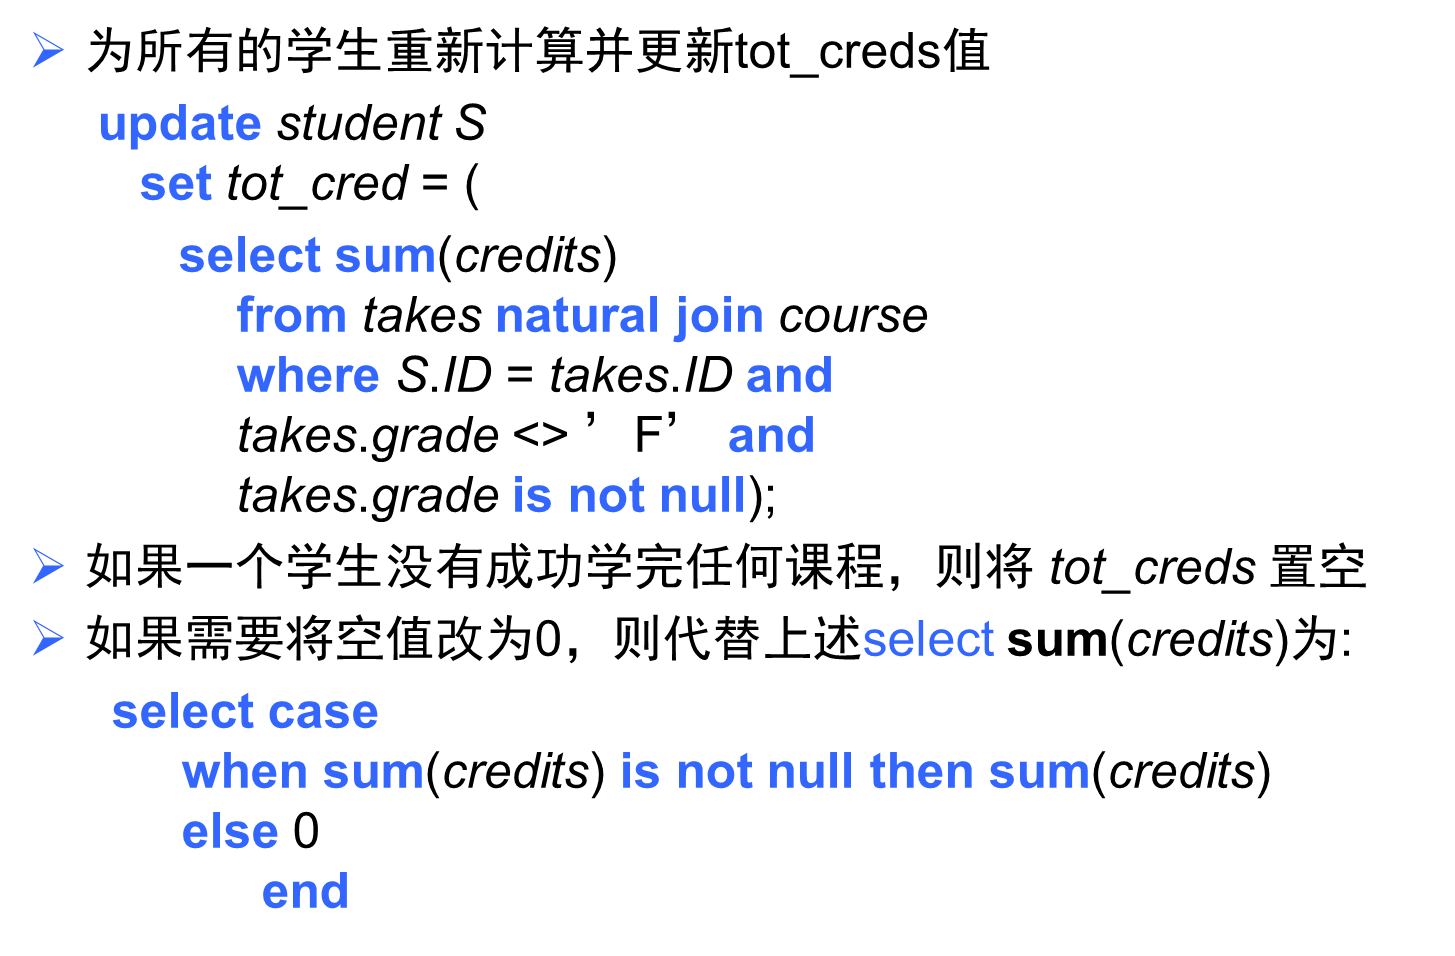 为所有的学生重新计算并更新tot_creds值
update student S
set tot_cred = (
select sum(credits)
from takes natural join course
where S.ID = takes.ID and
takes.grade <> ’F’ and
takes.grade is not null);
如果一个学生没有成功学完任何课程，则将 tot_creds 置空
如果需要将空值改为0，则代替上述select sum(credits)为:
select case
when sum(credits) is not null then sum(credits)
else 0
end